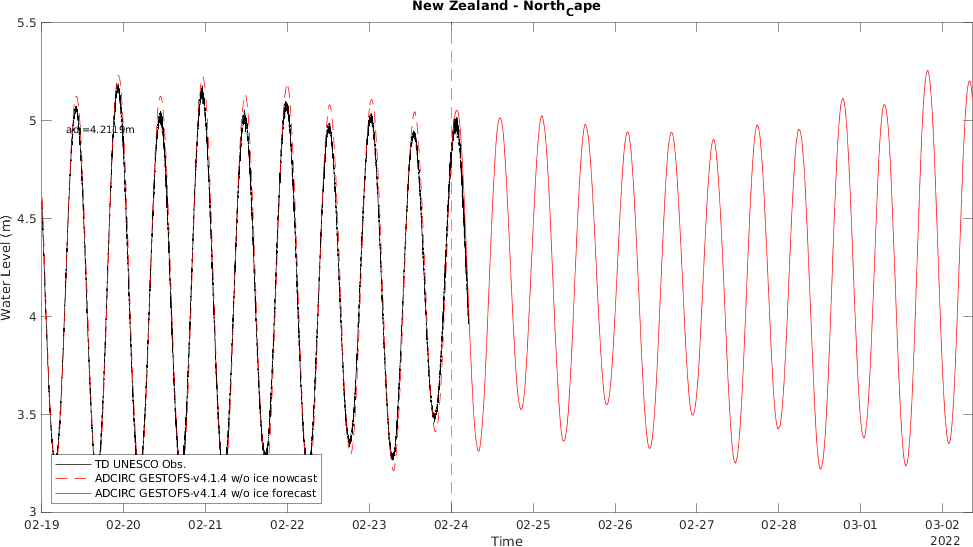 New Zealand - North_Cape
5.5
5
4.5
4
3.5
3
Water Level (m)
adj=4.2119m
TD UNESCO Obs.
ADCIRC GESTOFS-v4.1.4 w/o ice nowcast
ADCIRC GESTOFS-v4.1.4 w/o ice forecast
02-19 02-20 02-21 02-22 02-23 02-24 02-25 02-26 02-27 02-28 03-01 03-02
Time
2022